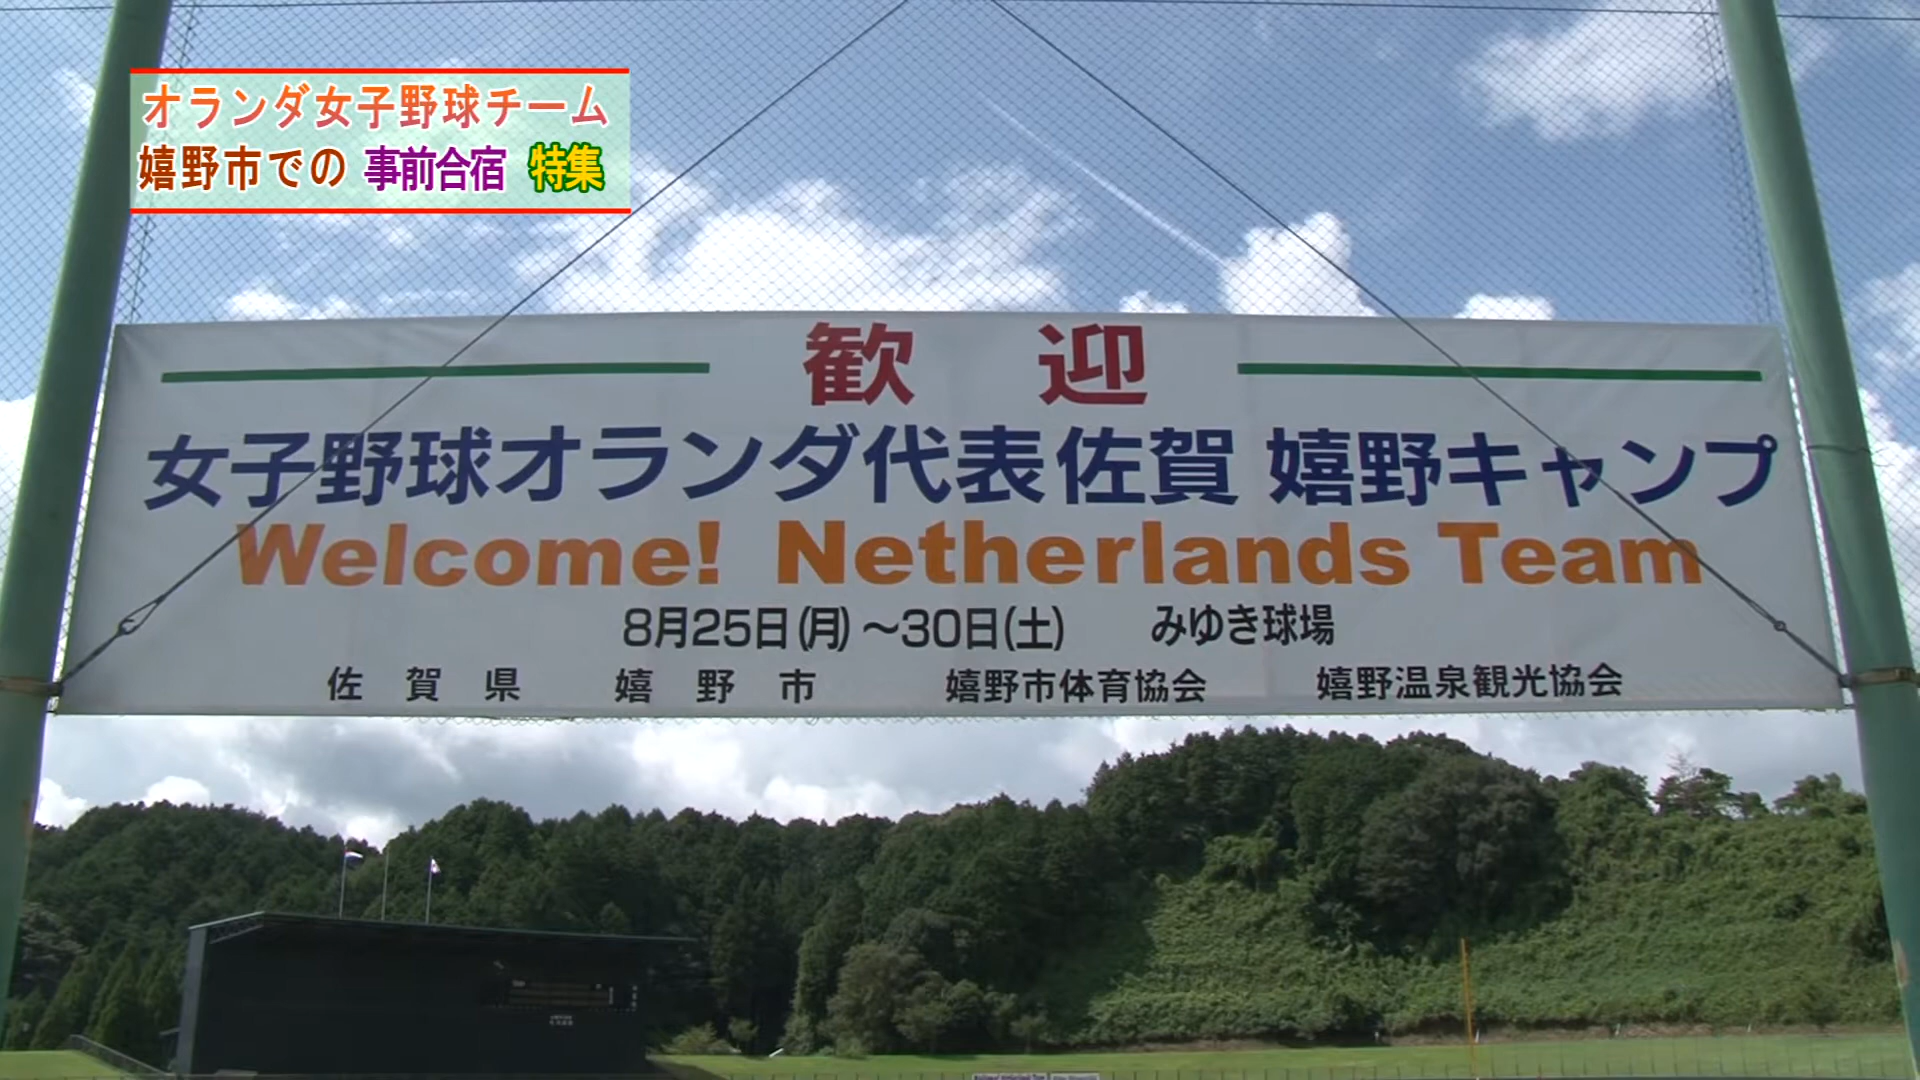 オランダ女子野球チーム
嬉野市での 事前合宿 特集
歓 迎
女子野球オランダ代表佐賀 嬉野キャンプ
Welcome! Netherlands Team
8月25日(月)～30日(土) みゆき球場
佐賀県 嬉野市 嬉野市体育協会 嬉野温泉観光協会